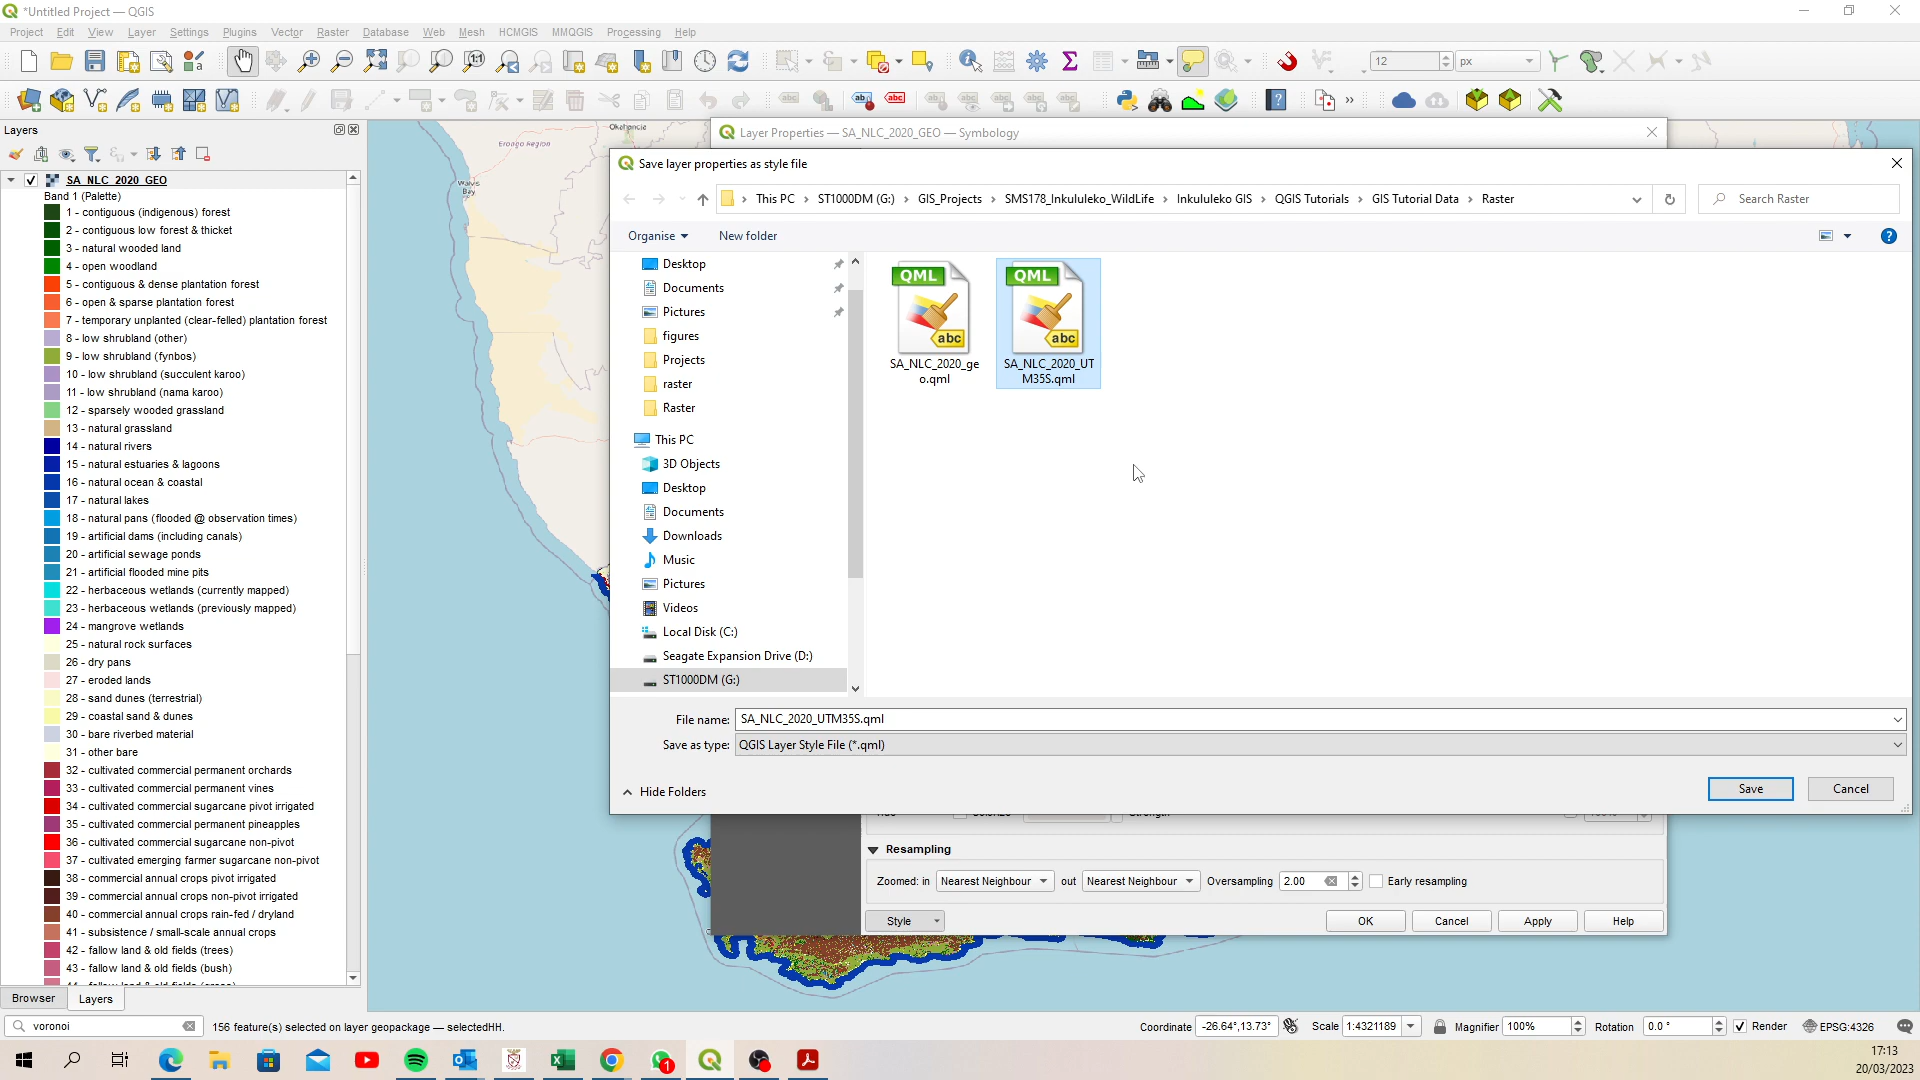 *Untitled Project — QGIS
Project Edit View Layer Settings Plugins Vector Raster Database Web Mesh HCMGIS MMQGIS Processing Help
12 px
Layers
SA_NLC_2020_GEO
Band 1 (Palette)
1 - contiguous (indigenous) forest
2 - contiguous low forest & thicket
3 - natural wooded land
4 - open woodland
5 - contiguous & dense plantation forest
6 - open & sparse plantation forest
7 - temporary unplanted (clear-felled) plantation forest
8 - low shrubland (other)
9 - low shrubland (fynbos)
10 - low shrubland (succulent karoo)
11 - low shrubland (nama karoo)
12 - sparsely wooded grassland
13 - natural grassland
14 - natural rivers
15 - natural estuaries & lagoons
16 - natural ocean & coastal
17 - natural lakes
18 - natural pans (flooded @ observation times)
19 - artificial dams (including canals)
20 - artificial sewage ponds
21 - artificial flooded mine pits
22 - herbaceous wetlands (currently mapped)
23 - herbaceous wetlands (previously mapped)
24 - mangrove wetlands
25 - natural rock surfaces
26 - dry pans
27 - eroded lands
28 - sand dunes (terrestrial)
29 - coastal sand & dunes
30 - bare riverbed material
31 - other bare
32 - cultivated commercial permanent orchards
33 - cultivated commercial permanent vines
34 - cultivated commercial sugarcane pivot irrigated
35 - cultivated commercial permanent pineapples
36 - cultivated commercial sugarcane non-pivot
37 - cultivated emerging farmer sugarcane non-pivot
38 - commercial annual crops pivot irrigated
39 - commercial annual crops non-pivot irrigated
40 - commercial annual crops rain-fed / dryland
41 - subsistence / small-scale annual crops
42 - fallow land & old fields (trees)
43 - fallow land & old fields (bush)
Browser Layers
Erongo Region
Walvis
Bay
Layer Properties — SA_NLC_2020_GEO — Symbology
Save layer properties as style file
This PC › ST1000DM (G:) › GIS_Projects › SMS178_Inkululeko_WildLife › Inkululeko GIS › QGIS Tutorials › GIS Tutorial Data › Raster
Search Raster
Organise New folder
Desktop
Documents
Pictures
figures
Projects
raster
Raster
This PC
3D Objects
Desktop
Documents
Downloads
Music
Pictures
Videos
Local Disk (C:)
Seagate Expansion Drive (D:)
ST1000DM (G:)
QML
abc
SA_NLC_2020_ge
o.qml
QML
abc
SA_NLC_2020_UT
M35S.qml
File name: SA_NLC_2020_UTM35S.qml
Save as type: QGIS Layer Style File (*.qml)
Hide Folders
Save Cancel
Resampling
Zoomed: in Nearest Neighbour out Nearest Neighbour Oversampling 2.00 Early resampling
Style OK Cancel Apply Help
voronoi
156 feature(s) selected on layer geopackage — selectedHH.
Coordinate -26.64°,13.73° Scale 1:4321189 Magnifier 100% Rotation 0.0 ° Render EPSG:4326
1
17:13
20/03/2023